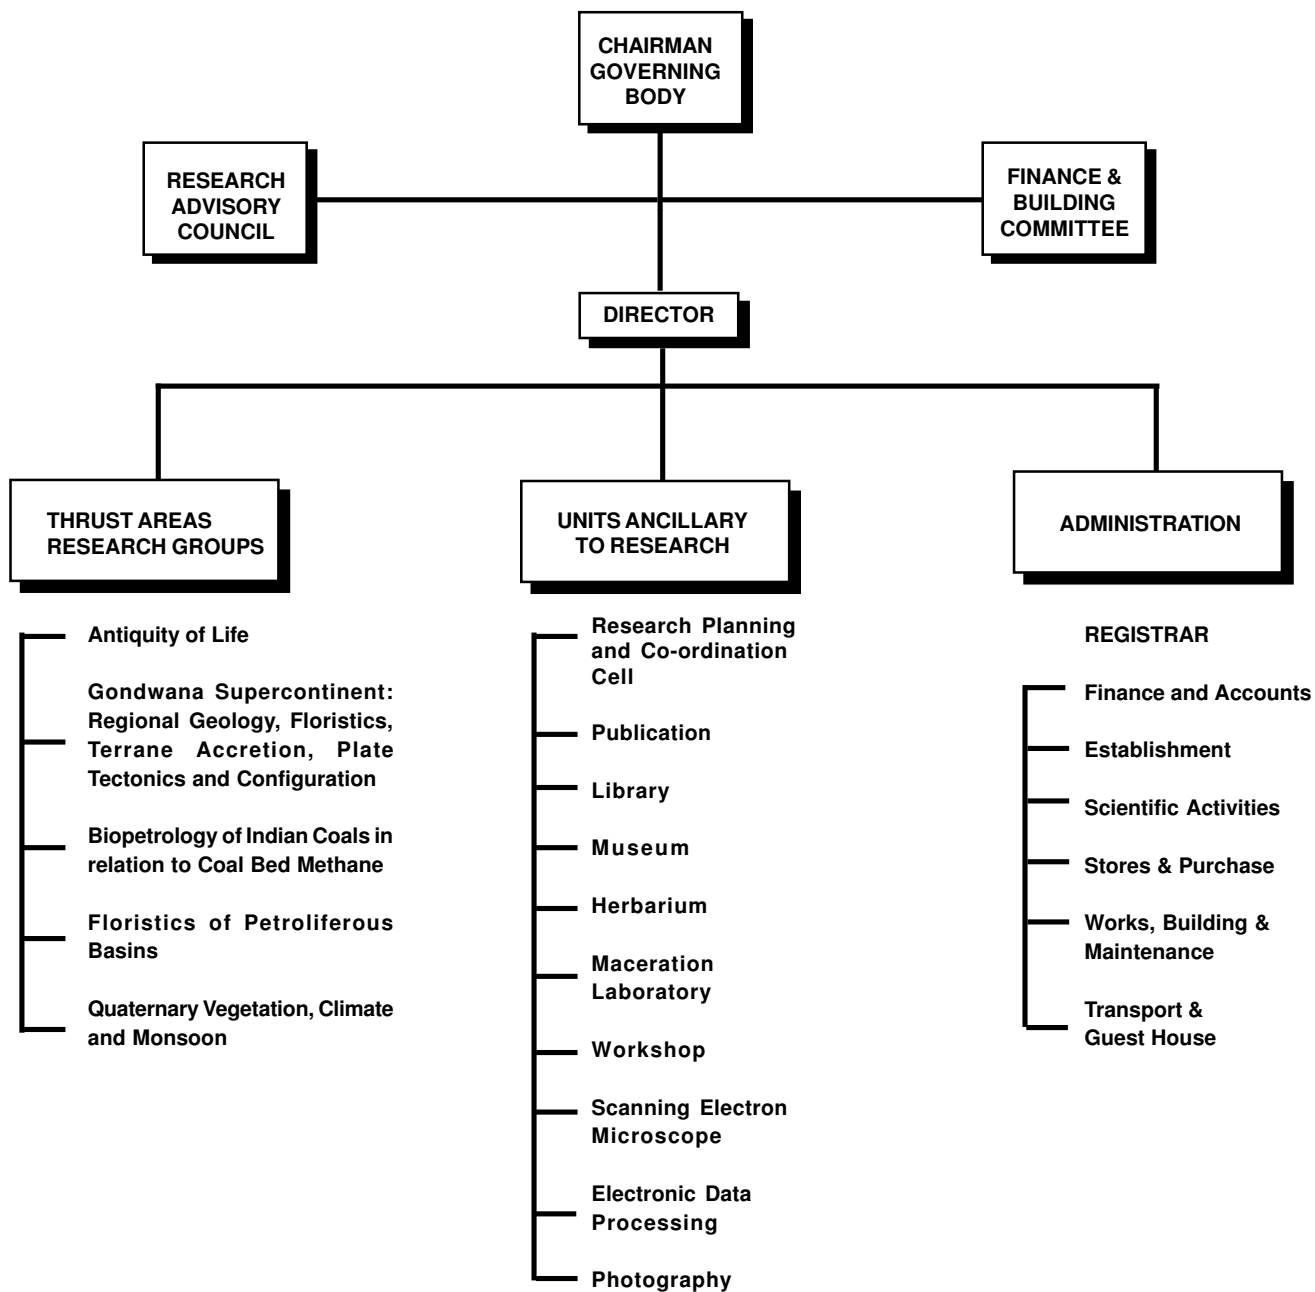 CHAIRMAN
GOVERNING
BODY
RESEARCH
ADVISORY
COUNCIL
FINANCE &
BUILDING
COMMITTEE
DIRECTOR
THRUST AREAS
RESEARCH GROUPS
UNITS ANCILLARY
TO RESEARCH
ADMINISTRATION
Antiquity of Life
Gondwana Supercontinent:
Regional Geology, Floristics,
Terrane Accretion, Plate
Tectonics and Configuration
Biopetrology of Indian Coals in
relation to Coal Bed Methane
Floristics of Petroliferous
Basins
Quaternary Vegetation, Climate
and Monsoon
Research Planning
and Co-ordination
Cell
Publication
Library
Museum
Herbarium
Maceration
Laboratory
Workshop
Scanning Electron
Microscope
Electronic Data
Processing
Photography
REGISTRAR
Finance and Accounts
Establishment
Scientific Activities
Stores & Purchase
Works, Building &
Maintenance
Transport &
Guest House